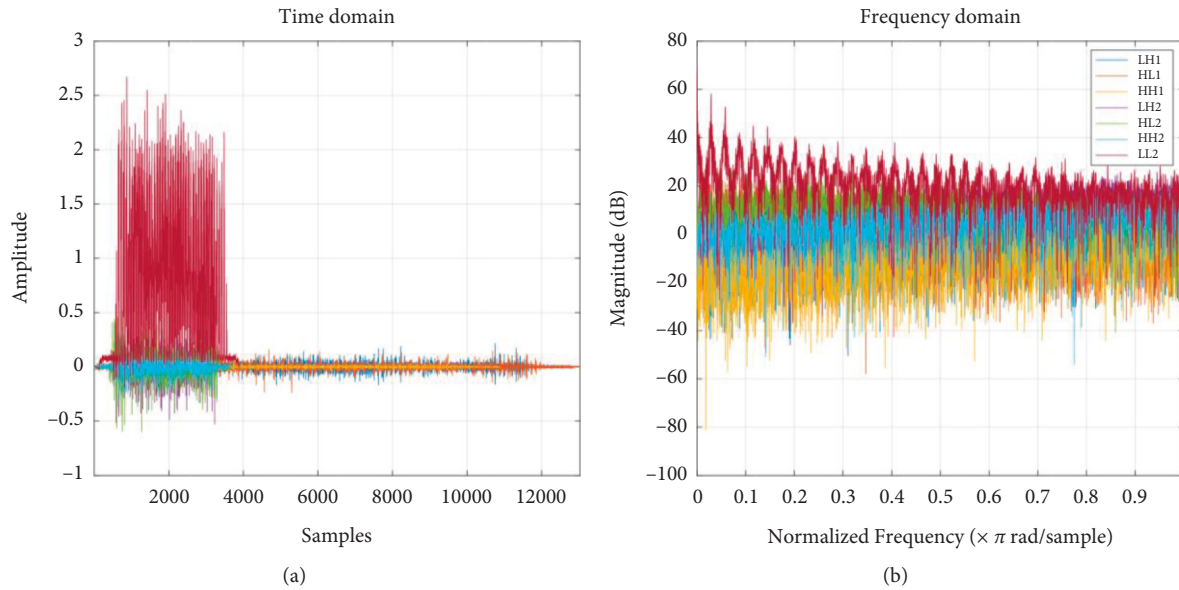 Time domain
3
2.5
2
1.5
1
0.5
0
–0.5
–1
Amplitude
2000 4000 6000 8000 10000 12000
Samples
(a)
Frequency domain
80
60
40
20
0
–20
–40
–60
–80
–100
Magnitude (dB)
LH1
HL1
HH1
LH2
HL2
HH2
LL2
0 0.1 0.2 0.3 0.4 0.5 0.6 0.7 0.8 0.9
Normalized Frequency (× π rad/sample)
(b)